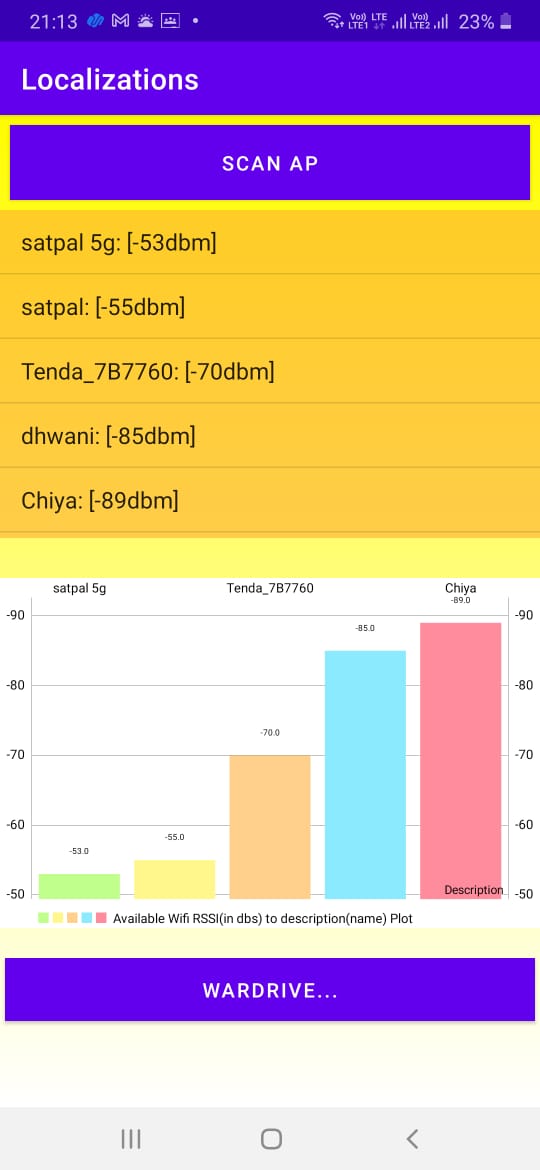 21:13 M Vo) LTE LTE1 Vo) LTE2 23%
Localizations
SCAN AP
satpal 5g: [-53dbm]
satpal: [-55dbm]
Tenda_7B7760: [-70dbm]
dhwani: [-85dbm]
Chiya: [-89dbm]
satpal 5g Tenda_7B7760 Chiya
-89.0
-90 -90
-85.0
-80 -80
-70 -70
-70.0
-60 -60
-55.0
-53.0
-50 Description -50
Available Wifi RSSI(in dbs) to description(name) Plot
WARDRIVE...